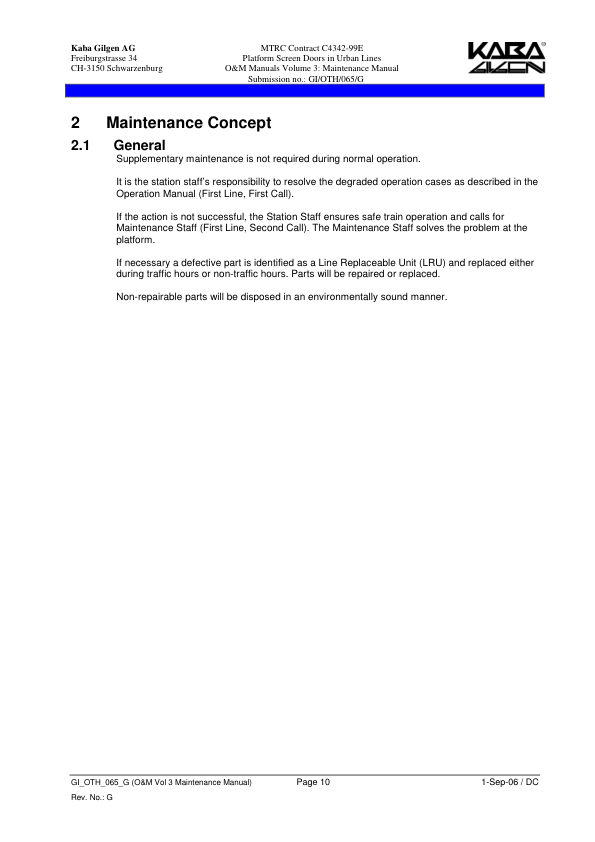 Kaba Gilgen AG
Freiburgstrasse 34
CH-3150 Schwarzenburg
MTRC Contract C4342-99E
Platform Screen Doors in Urban Lines
O&M Manuals Volume 3: Maintenance Manual
Submission no.: GI/OTH/065/G
KABA®
GILGEN
2 Maintenance Concept
2.1 General
Supplementary maintenance is not required during normal operation.
It is the station staff's responsibility to resolve the degraded operation cases as described in the
Operation Manual (First Line, First Call).
If the action is not successful, the Station Staff ensures safe train operation and calls for
Maintenance Staff (First Line, Second Call). The Maintenance Staff solves the problem at the
platform.
If necessary a defective part is identified as a Line Replaceable Unit (LRU) and replaced either
during traffic hours or non-traffic hours. Parts will be repaired or replaced.
Non-repairable parts will be disposed in an environmentally sound manner.
GI_OTH_065_G (O&M Vol 3 Maintenance Manual) Page 10 1-Sep-06 / DC
Rev. No.: G